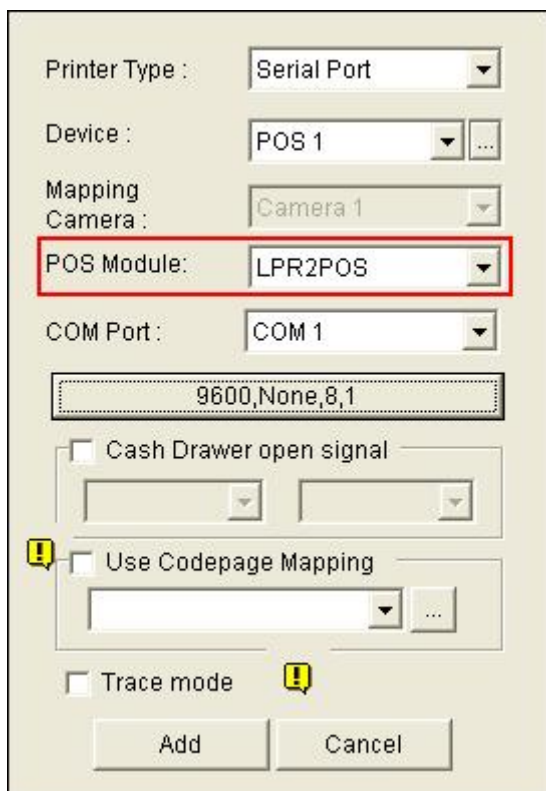 Printer Type : Serial Port
Device : POS 1 ...
Mapping
Camera : Camera 1
POS Module: LPR2POS
COM Port : COM 1
9600,None,8,1
Cash Drawer open signal
! Use Codepage Mapping
...
Trace mode !
Add Cancel